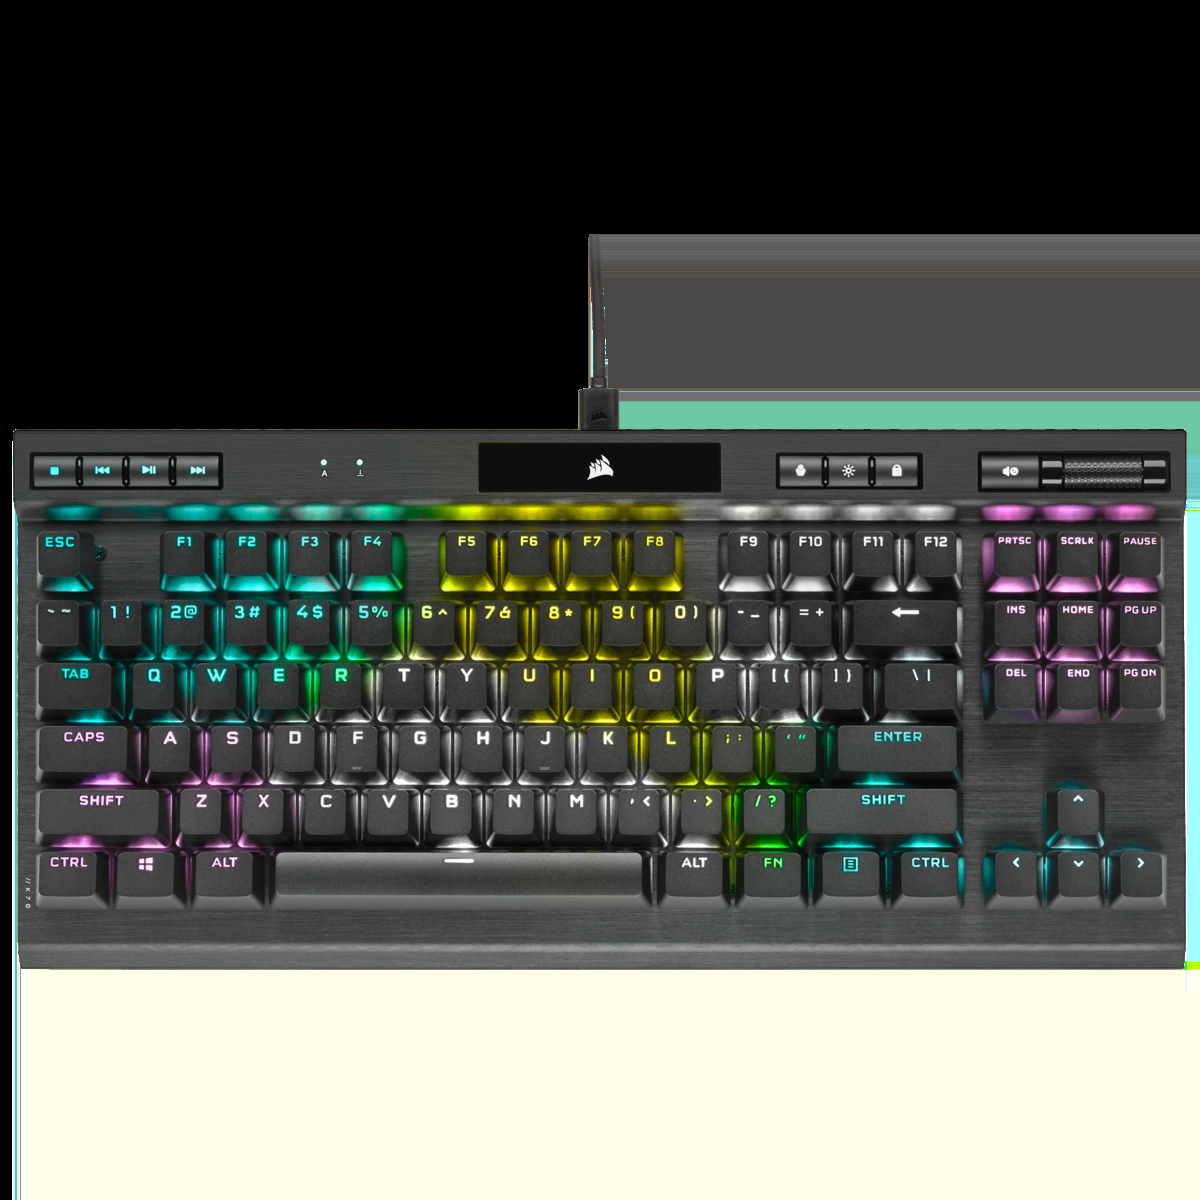 A
ESC F1 F2 F3 F4 F5 F6 F7 F8 F9 F10 F11 F12 PRTSC SCRLK PAUSE
` ~ 1 ! 2 @ 3 # 4 $ 5 % 6 ^ 7 & 8 * 9 ( 0 ) - _ = + INS HOME PG UP
TAB Q W E R T Y U I O P [ { ] } \ | DEL END PG DN
CAPS A S D F G H J K L ; : ' " ENTER
SHIFT Z X C V B N M , < . > / ? SHIFT ^
CTRL ALT ALT FN CTRL
// K70